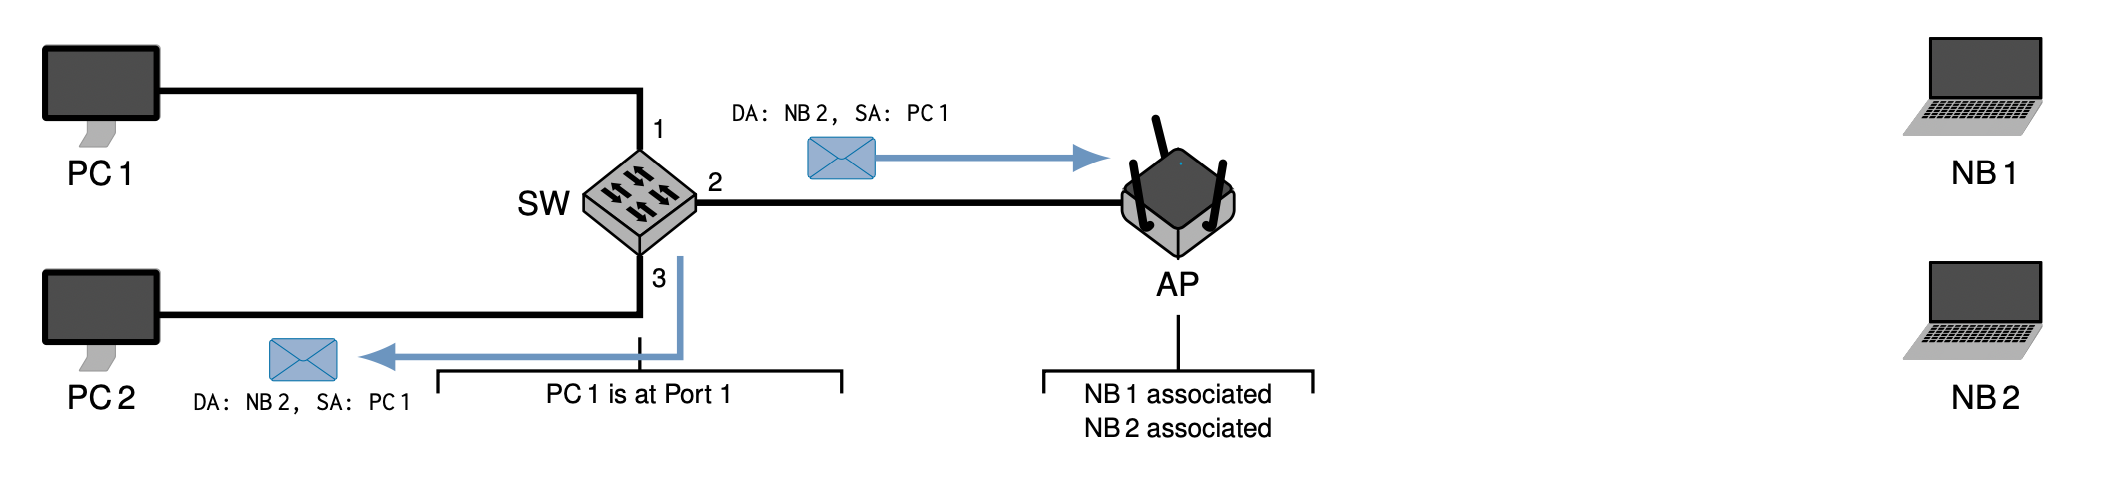 PC 1
1
DA: NB 2, SA: PC 1
SW
2
NB 1
3
AP
PC 2
DA: NB 2, SA: PC 1
PC 1 is at Port 1
NB 1 associated
NB 2 associated
NB 2